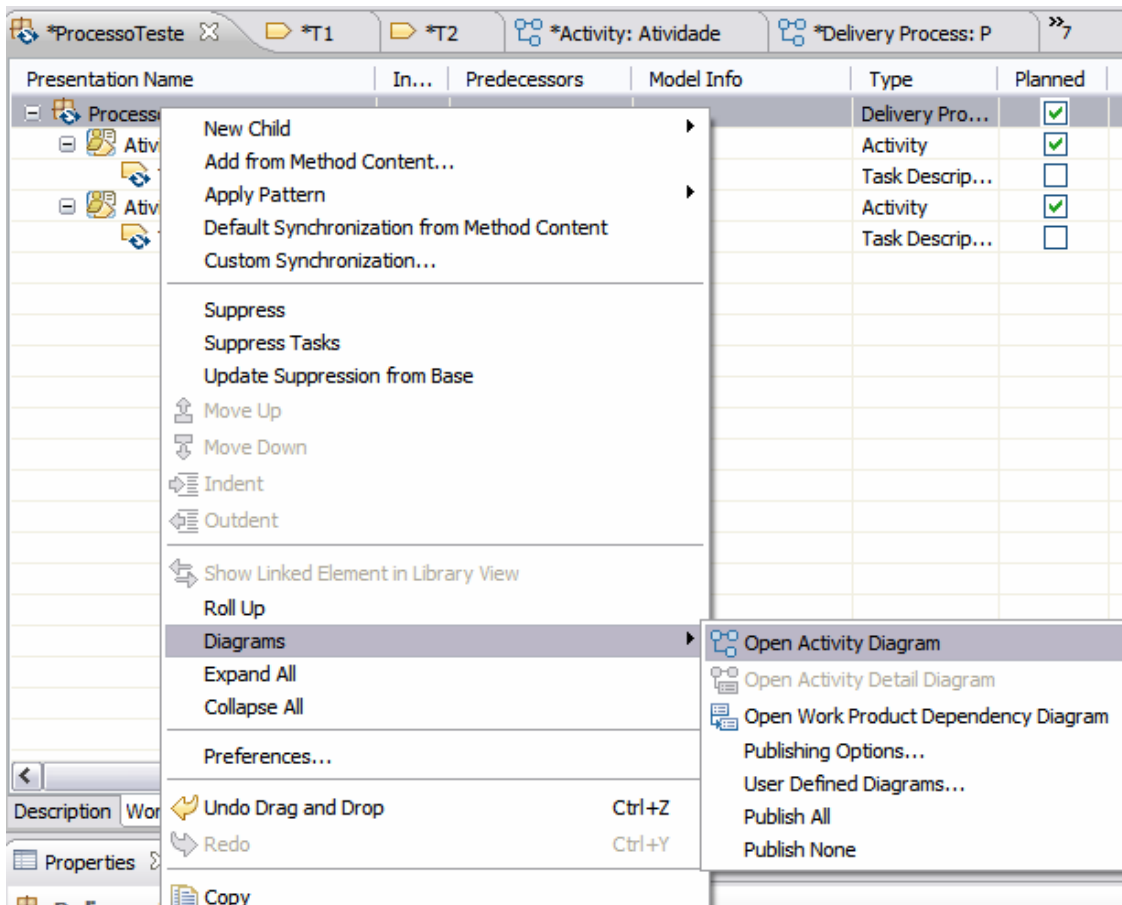 *ProcessoTeste *T1 *T2 *Activity: Atividade *Delivery Process: P »7
Presentation Name In... Predecessors Model Info Type Planned
Process Delivery Pro...
Ativ Activity
Task Descrip...
Ativ Activity
Task Descrip...
New Child
Add from Method Content...
Apply Pattern
Default Synchronization from Method Content
Custom Synchronization...
Suppress
Suppress Tasks
Update Suppression from Base
Move Up
Move Down
Indent
Outdent
Show Linked Element in Library View
Roll Up
Diagrams
Expand All
Collapse All
Preferences...
Undo Drag and Drop Ctrl+Z
Redo Ctrl+Y
Copy
Open Activity Diagram
Open Activity Detail Diagram
Open Work Product Dependency Diagram
Publishing Options...
User Defined Diagrams...
Publish All
Publish None
Description Wor
Properties